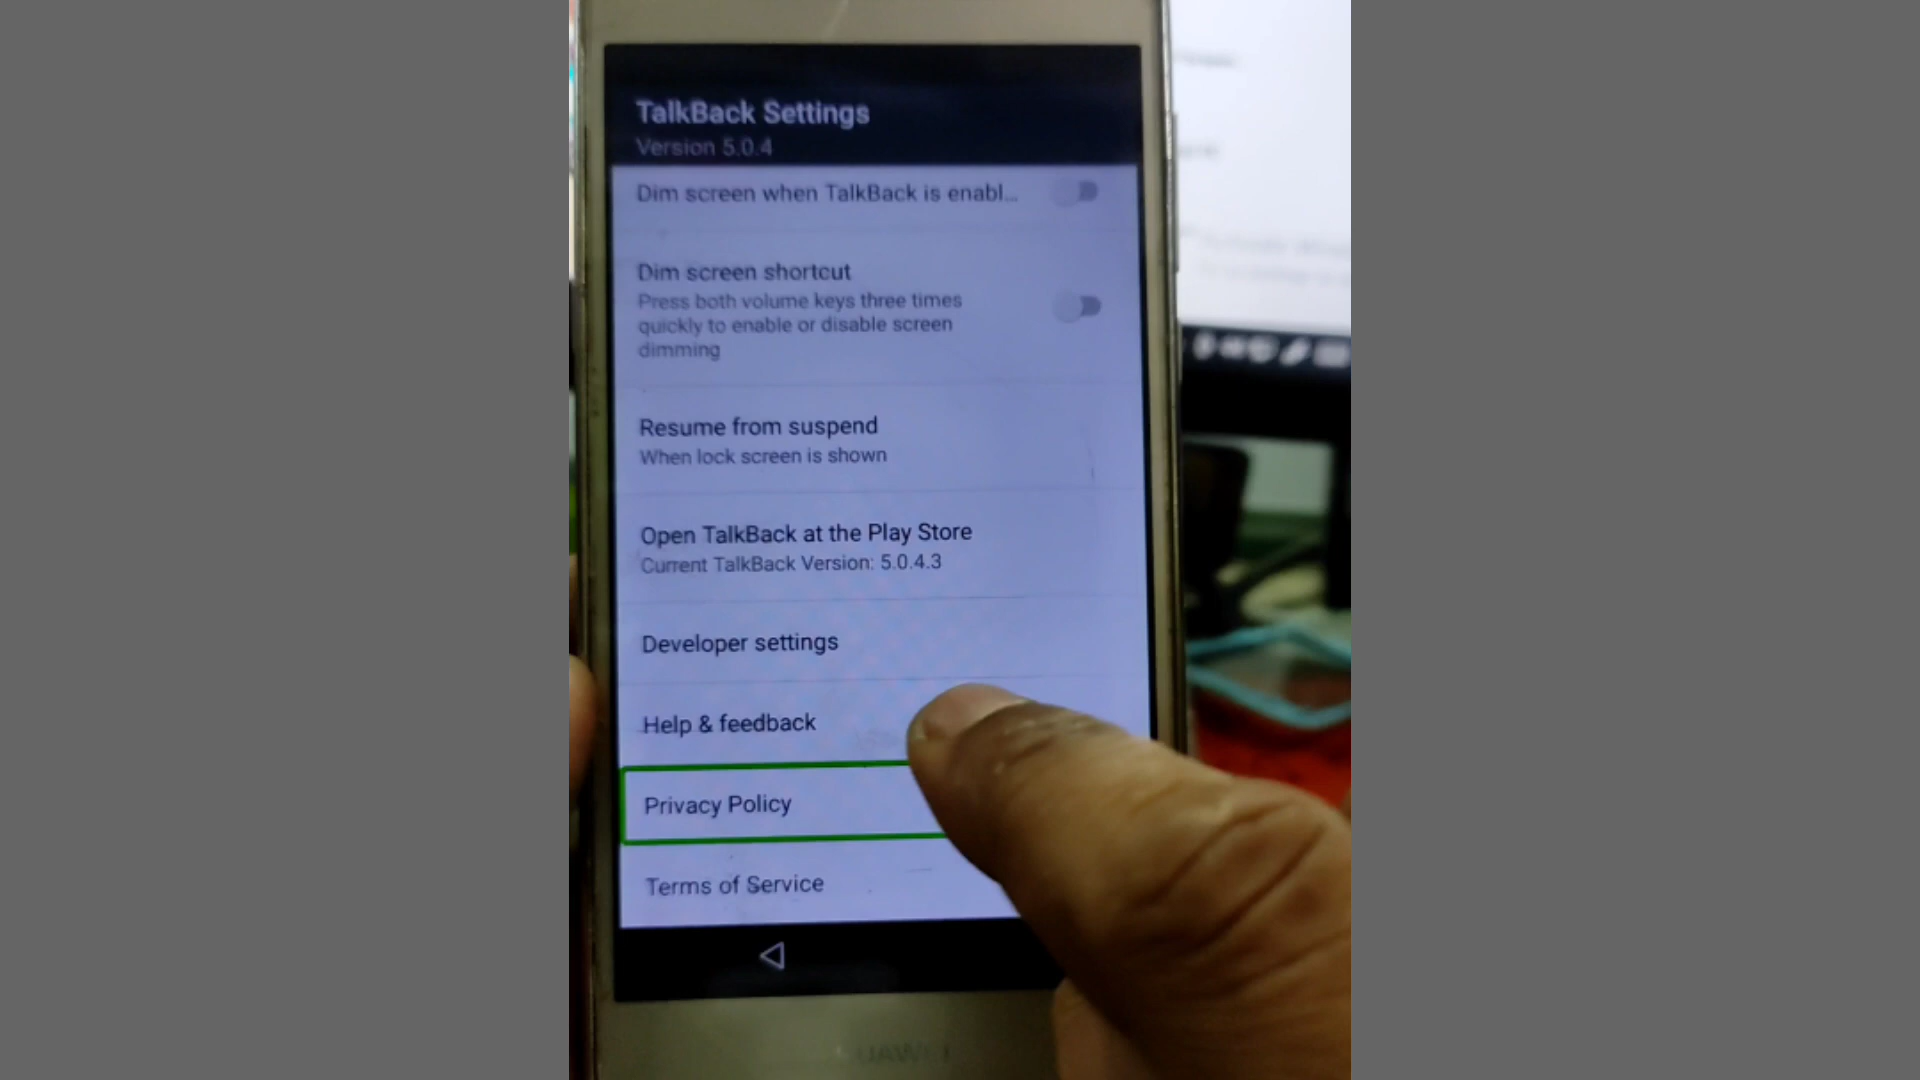 TalkBack Settings
Version 5.0.4
Dim screen when TalkBack is enabl...
Dim screen shortcut
Press both volume keys three times
quickly to enable or disable screen
dimming
Resume from suspend
When lock screen is shown
Open TalkBack at the Play Store
Current TalkBack Version: 5.0.4.3
Developer settings
Help & feedback
Privacy Policy
Terms of Service